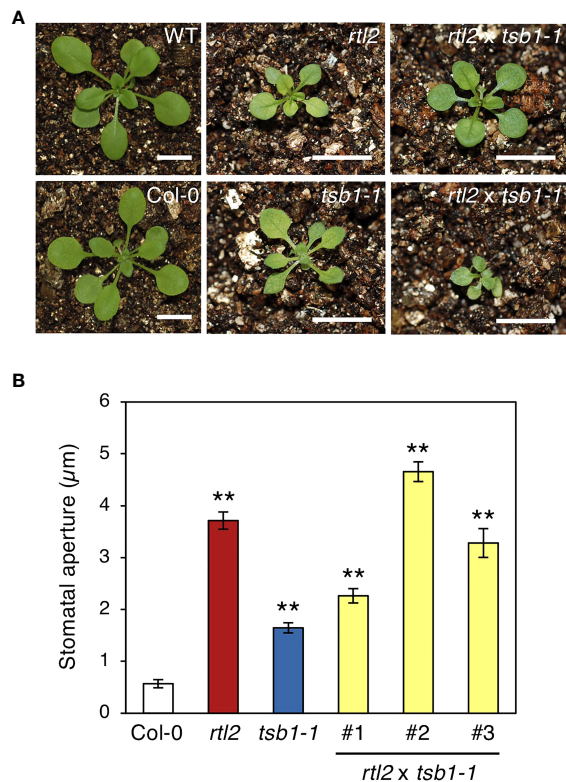 A
WT
rtl2
rtl2 x tsb1-1
Col-0
tsb1-1
rtl2 x tsb1-1
B
Stomatal aperture (µm)
6
5
4
3
2
1
0
**
**
**
**
**
Col-0 rtl2 tsb1-1 #1 #2 #3
rtl2 x tsb1-1